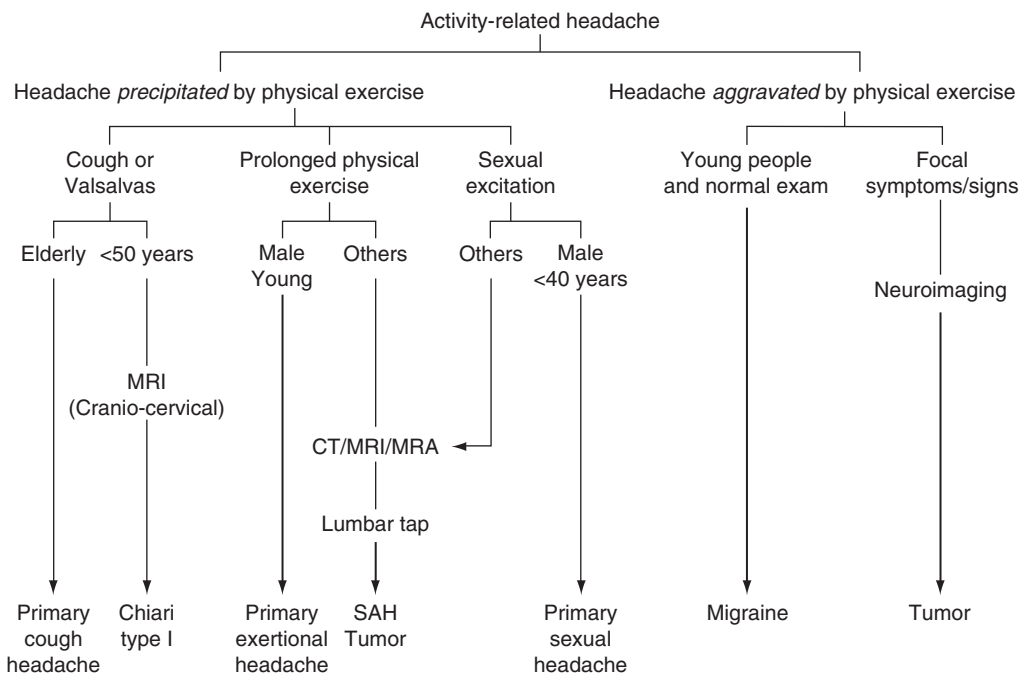 Activity-related headache
Headache precipitated by physical exercise
Headache aggravated by physical exercise
Cough or
Valsalvas
Prolonged physical
exercise
Sexual
excitation
Young people
and normal exam
Focal
symptoms/signs
Elderly
<50 years
Male
Young
Others
Others
Male
<40 years
Neuroimaging
MRI
(Cranio-cervical)
CT/MRI/MRA
Lumbar tap
Primary
cough
headache
Chiari
type I
Primary
exertional
headache
SAH
Tumor
Primary
sexual
headache
Migraine
Tumor